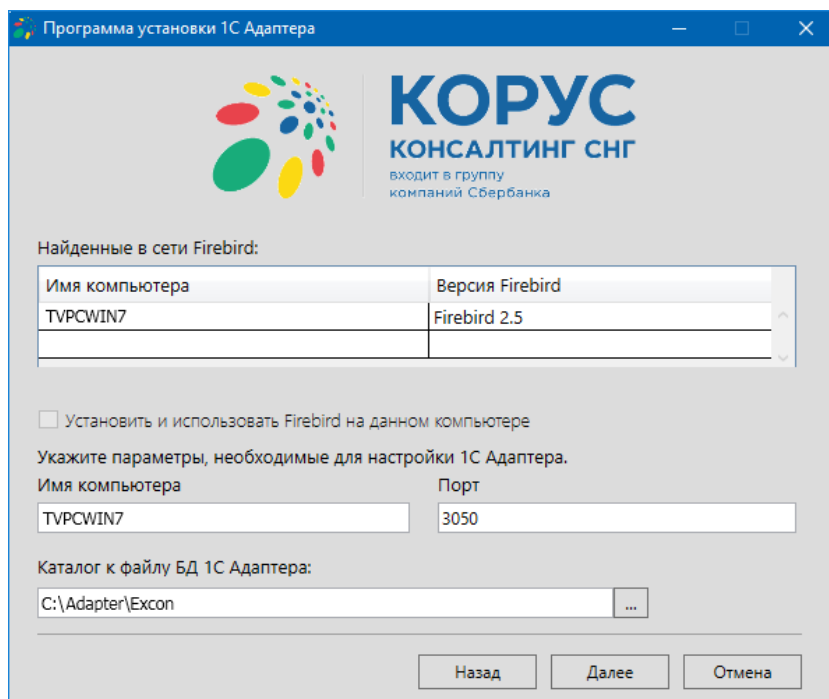 Программа установки 1С Адаптера
КОРУС
КОНСАЛТИНГ СНГ
входит в группу
компаний Сбербанка
Найденные в сети Firebird:
Имя компьютера Версия Firebird
TVPCWIN7 Firebird 2.5
Установить и использовать Firebird на данном компьютере
Укажите параметры, необходимые для настройки 1С Адаптера.
Имя компьютера Порт
TVPCWIN7 3050
Каталог к файлу БД 1С Адаптера:
C:\Adapter\Excon ...
Назад Далее Отмена